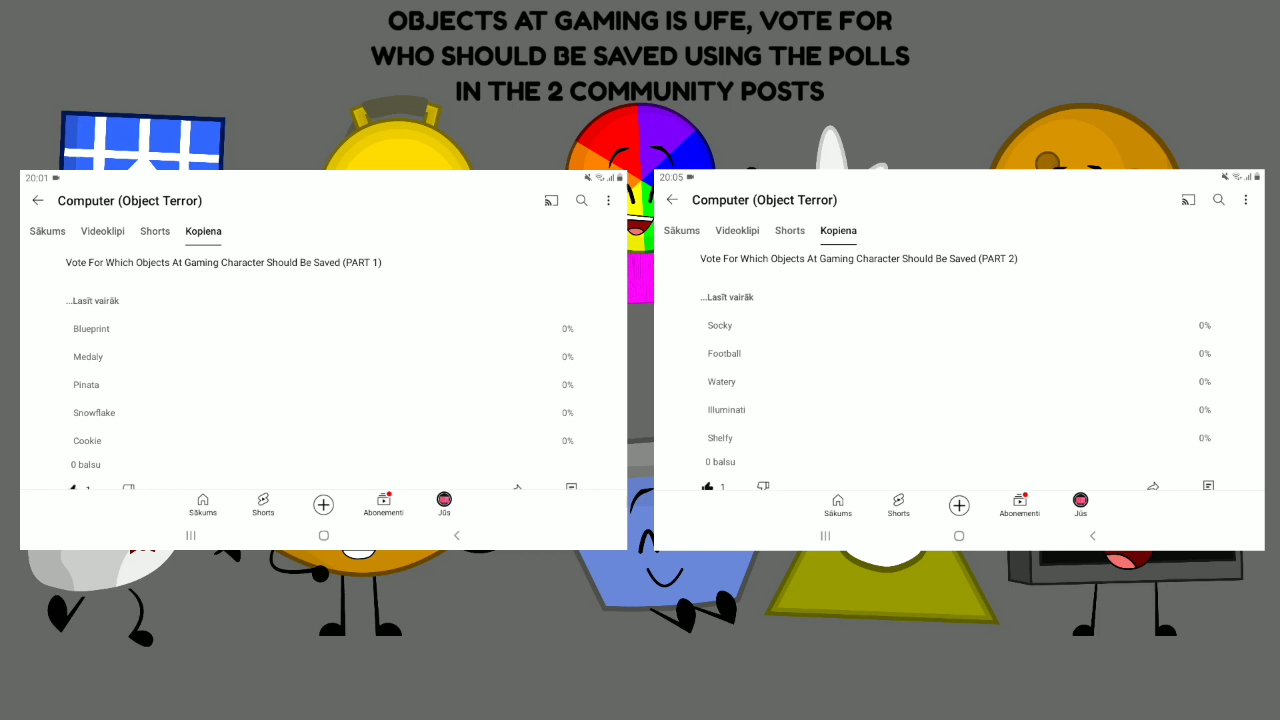 OBJECTS AT GAMING IS UFE, VOTE FOR
WHO SHOULD BE SAVED USING THE POLLS
IN THE 2 COMMUNITY POSTS
20:01
Computer (Object Terror)
Sākums Videoklipi Shorts Kopiena
Vote For Which Objects At Gaming Character Should Be Saved (PART 1)
...Lasīt vairāk
Blueprint 0%
Medaly 0%
Pinata 0%
Snowflake 0%
Cookie 0%
0 balsu
1
Sākums Shorts Abonementi Jūs
20:05
Computer (Object Terror)
Sākums Videoklipi Shorts Kopiena
Vote For Which Objects At Gaming Character Should Be Saved (PART 2)
...Lasīt vairāk
Socky 0%
Football 0%
Watery 0%
Illuminati 0%
Shelfy 0%
0 balsu
1
Sākums Shorts Abonementi Jūs